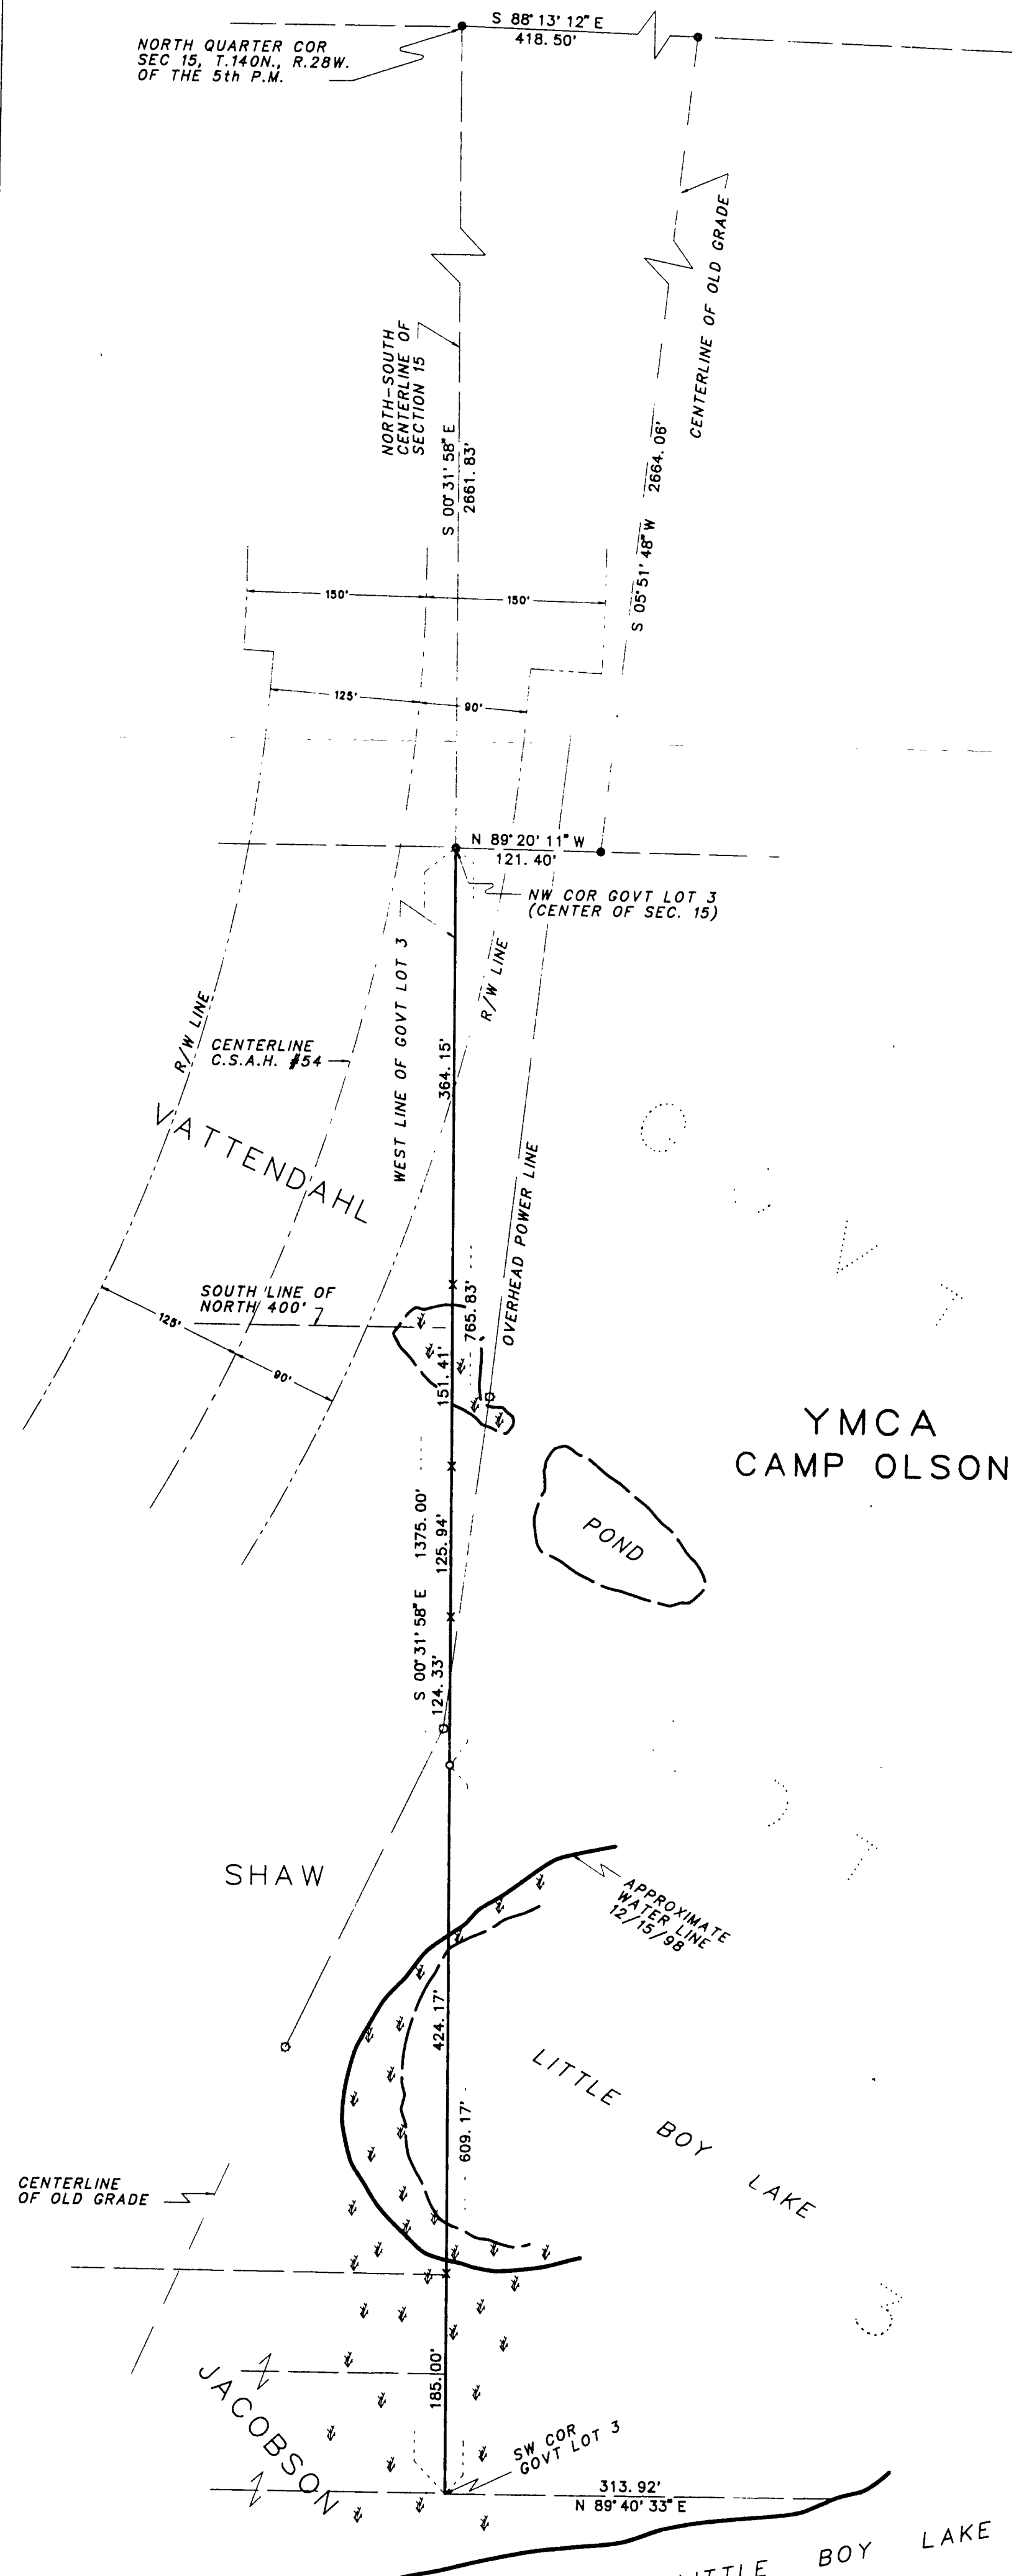 S 88° 13' 12" E
418.50'
NORTH QUARTER COR
SEC 15, T.140N., R.28W.
OF THE 5th P.M.
CENTERLINE OF OLD GRADE
NORTH-SOUTH
CENTERLINE OF
SECTION 15
S 00° 31' 58" E
2661.83'
S 05° 51' 48" W 2664.06'
150'
150'
125'
90'
N 89° 20' 11" W
121.40'
NW COR GOVT LOT 3
(CENTER OF SEC. 15)
WEST LINE OF GOVT LOT 3
R/W LINE
R/W LINE
CENTERLINE
C.S.A.H. #54
364.15'
VATTENDAHL
OVERHEAD POWER LINE
GOVT
SOUTH LINE OF
NORTH 400'
125'
90'
765.83'
151.41'
YMCA
CAMP OLSON
POND
S 00° 31' 58" E 1375.00'
125.94'
124.33'
LOT
SHAW
APPROXIMATE
WATER LINE
12/15/98
424.17'
LITTLE BOY LAKE
609.17'
CENTERLINE
OF OLD GRADE
3
185.00'
JACOBSON
SW COR
GOVT LOT 3
313.92'
N 89° 40' 33" E
LITTLE BOY LAKE